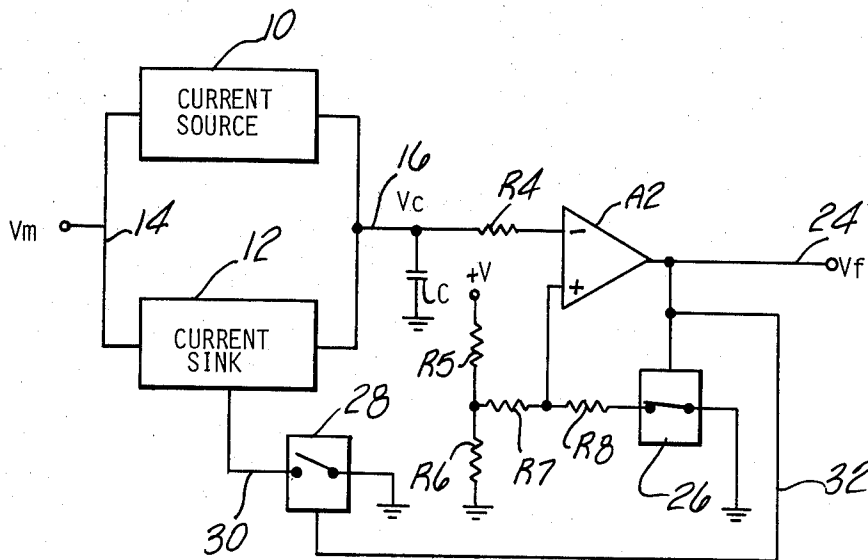 10
CURRENT
SOURCE
16
Vc
R4
A2
24
Vm
14
12
+V
C
Vf
CURRENT
SINK
R5
28
R7
R8
R6
26
32
30